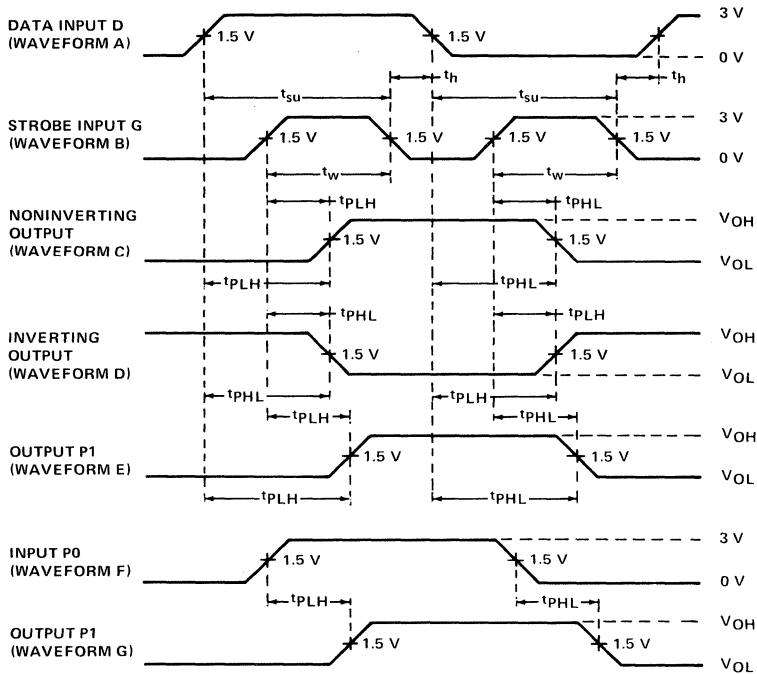 DATA INPUT D
(WAVEFORM A)
1.5 V
1.5 V
3 V
0 V
th
th
tsu
tsu
STROBE INPUT G
(WAVEFORM B)
1.5 V
1.5 V
1.5 V
1.5 V
3 V
0 V
tw
tw
tPLH
tPHL
NONINVERTING
OUTPUT
(WAVEFORM C)
1.5 V
1.5 V
VOH
VOL
tPLH
tPHL
tPHL
tPLH
INVERTING
OUTPUT
(WAVEFORM D)
1.5 V
1.5 V
VOH
VOL
tPHL
tPLH
tPLH
tPHL
OUTPUT P1
(WAVEFORM E)
1.5 V
1.5 V
VOH
VOL
tPLH
tPHL
INPUT P0
(WAVEFORM F)
1.5 V
1.5 V
3 V
0 V
tPLH
tPHL
OUTPUT P1
(WAVEFORM G)
1.5 V
1.5 V
VOH
VOL